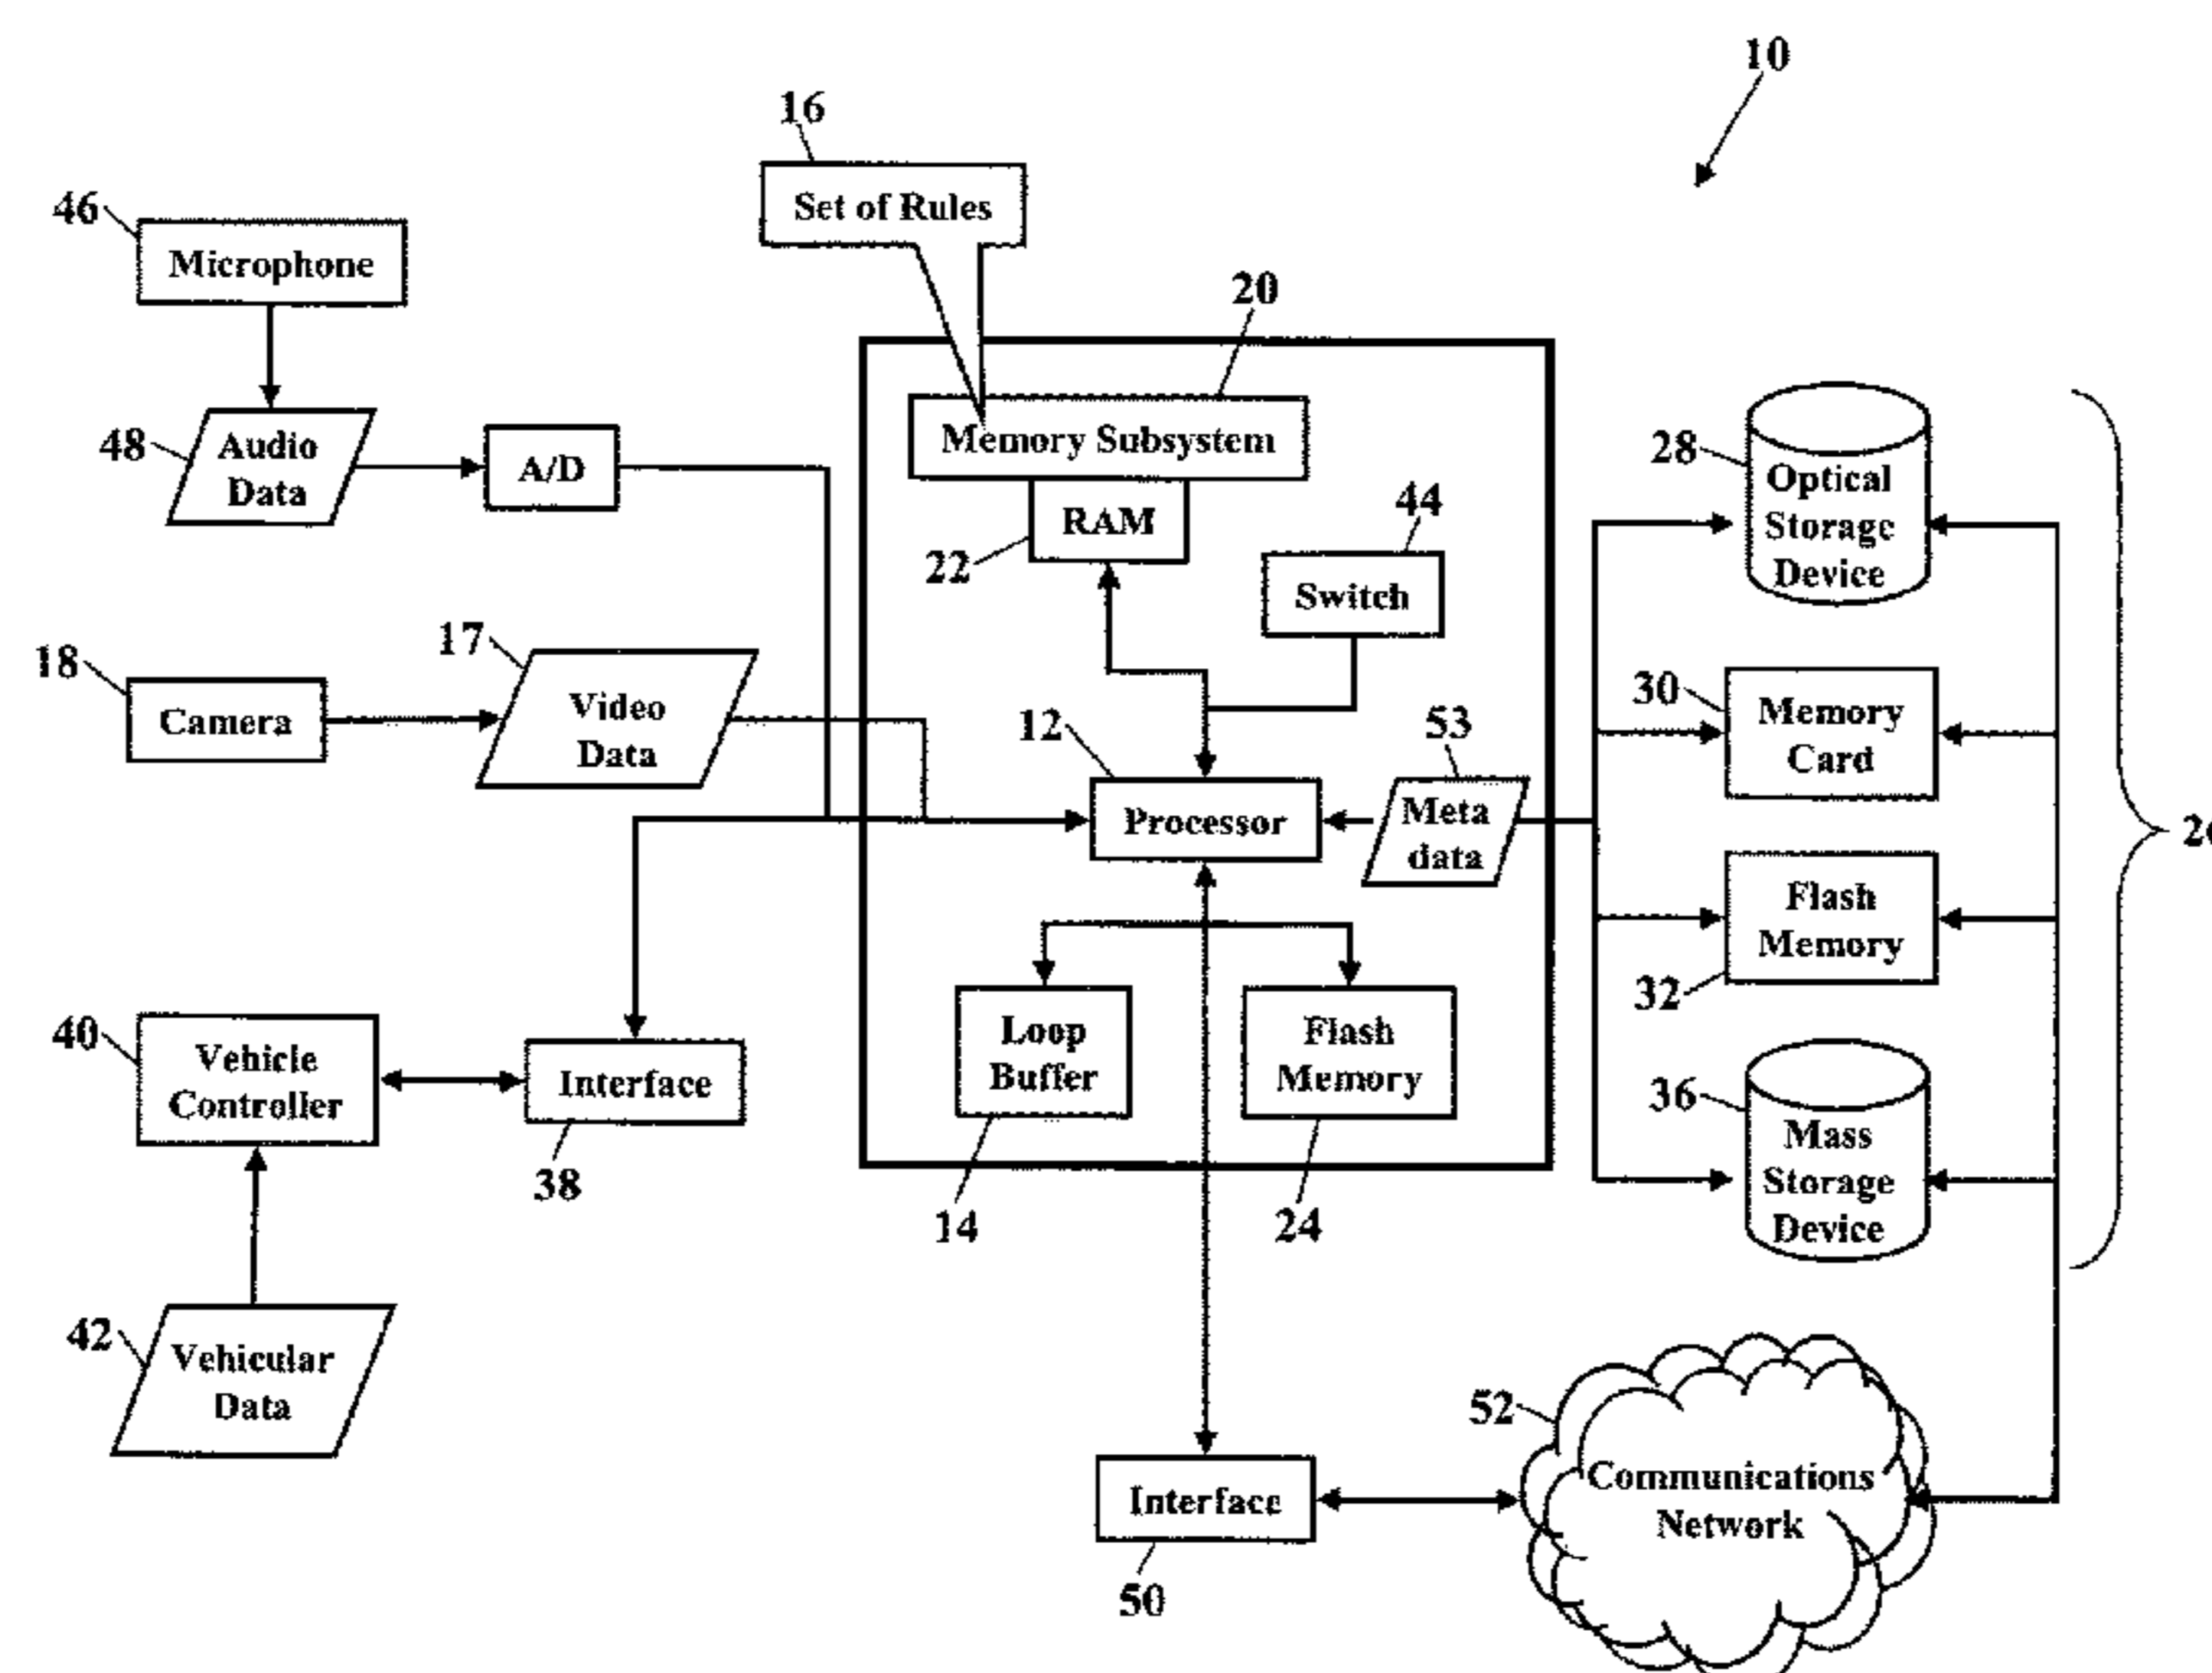 10
16
Set of Rules
46
Microphone
20
Memory Subsystem
48
Audio
Data
A/D
28
Optical
Storage
Device
RAM
22
44
Switch
18
Camera
17
Video
Data
12
Processor
53
Meta
data
30
Memory
Card
Flash
Memory
32
40
Vehicle
Controller
Interface
38
Loop
Buffer
14
Flash
Memory
24
36
Mass
Storage
Device
42
Vehicular
Data
52
Communications
Network
Interface
50